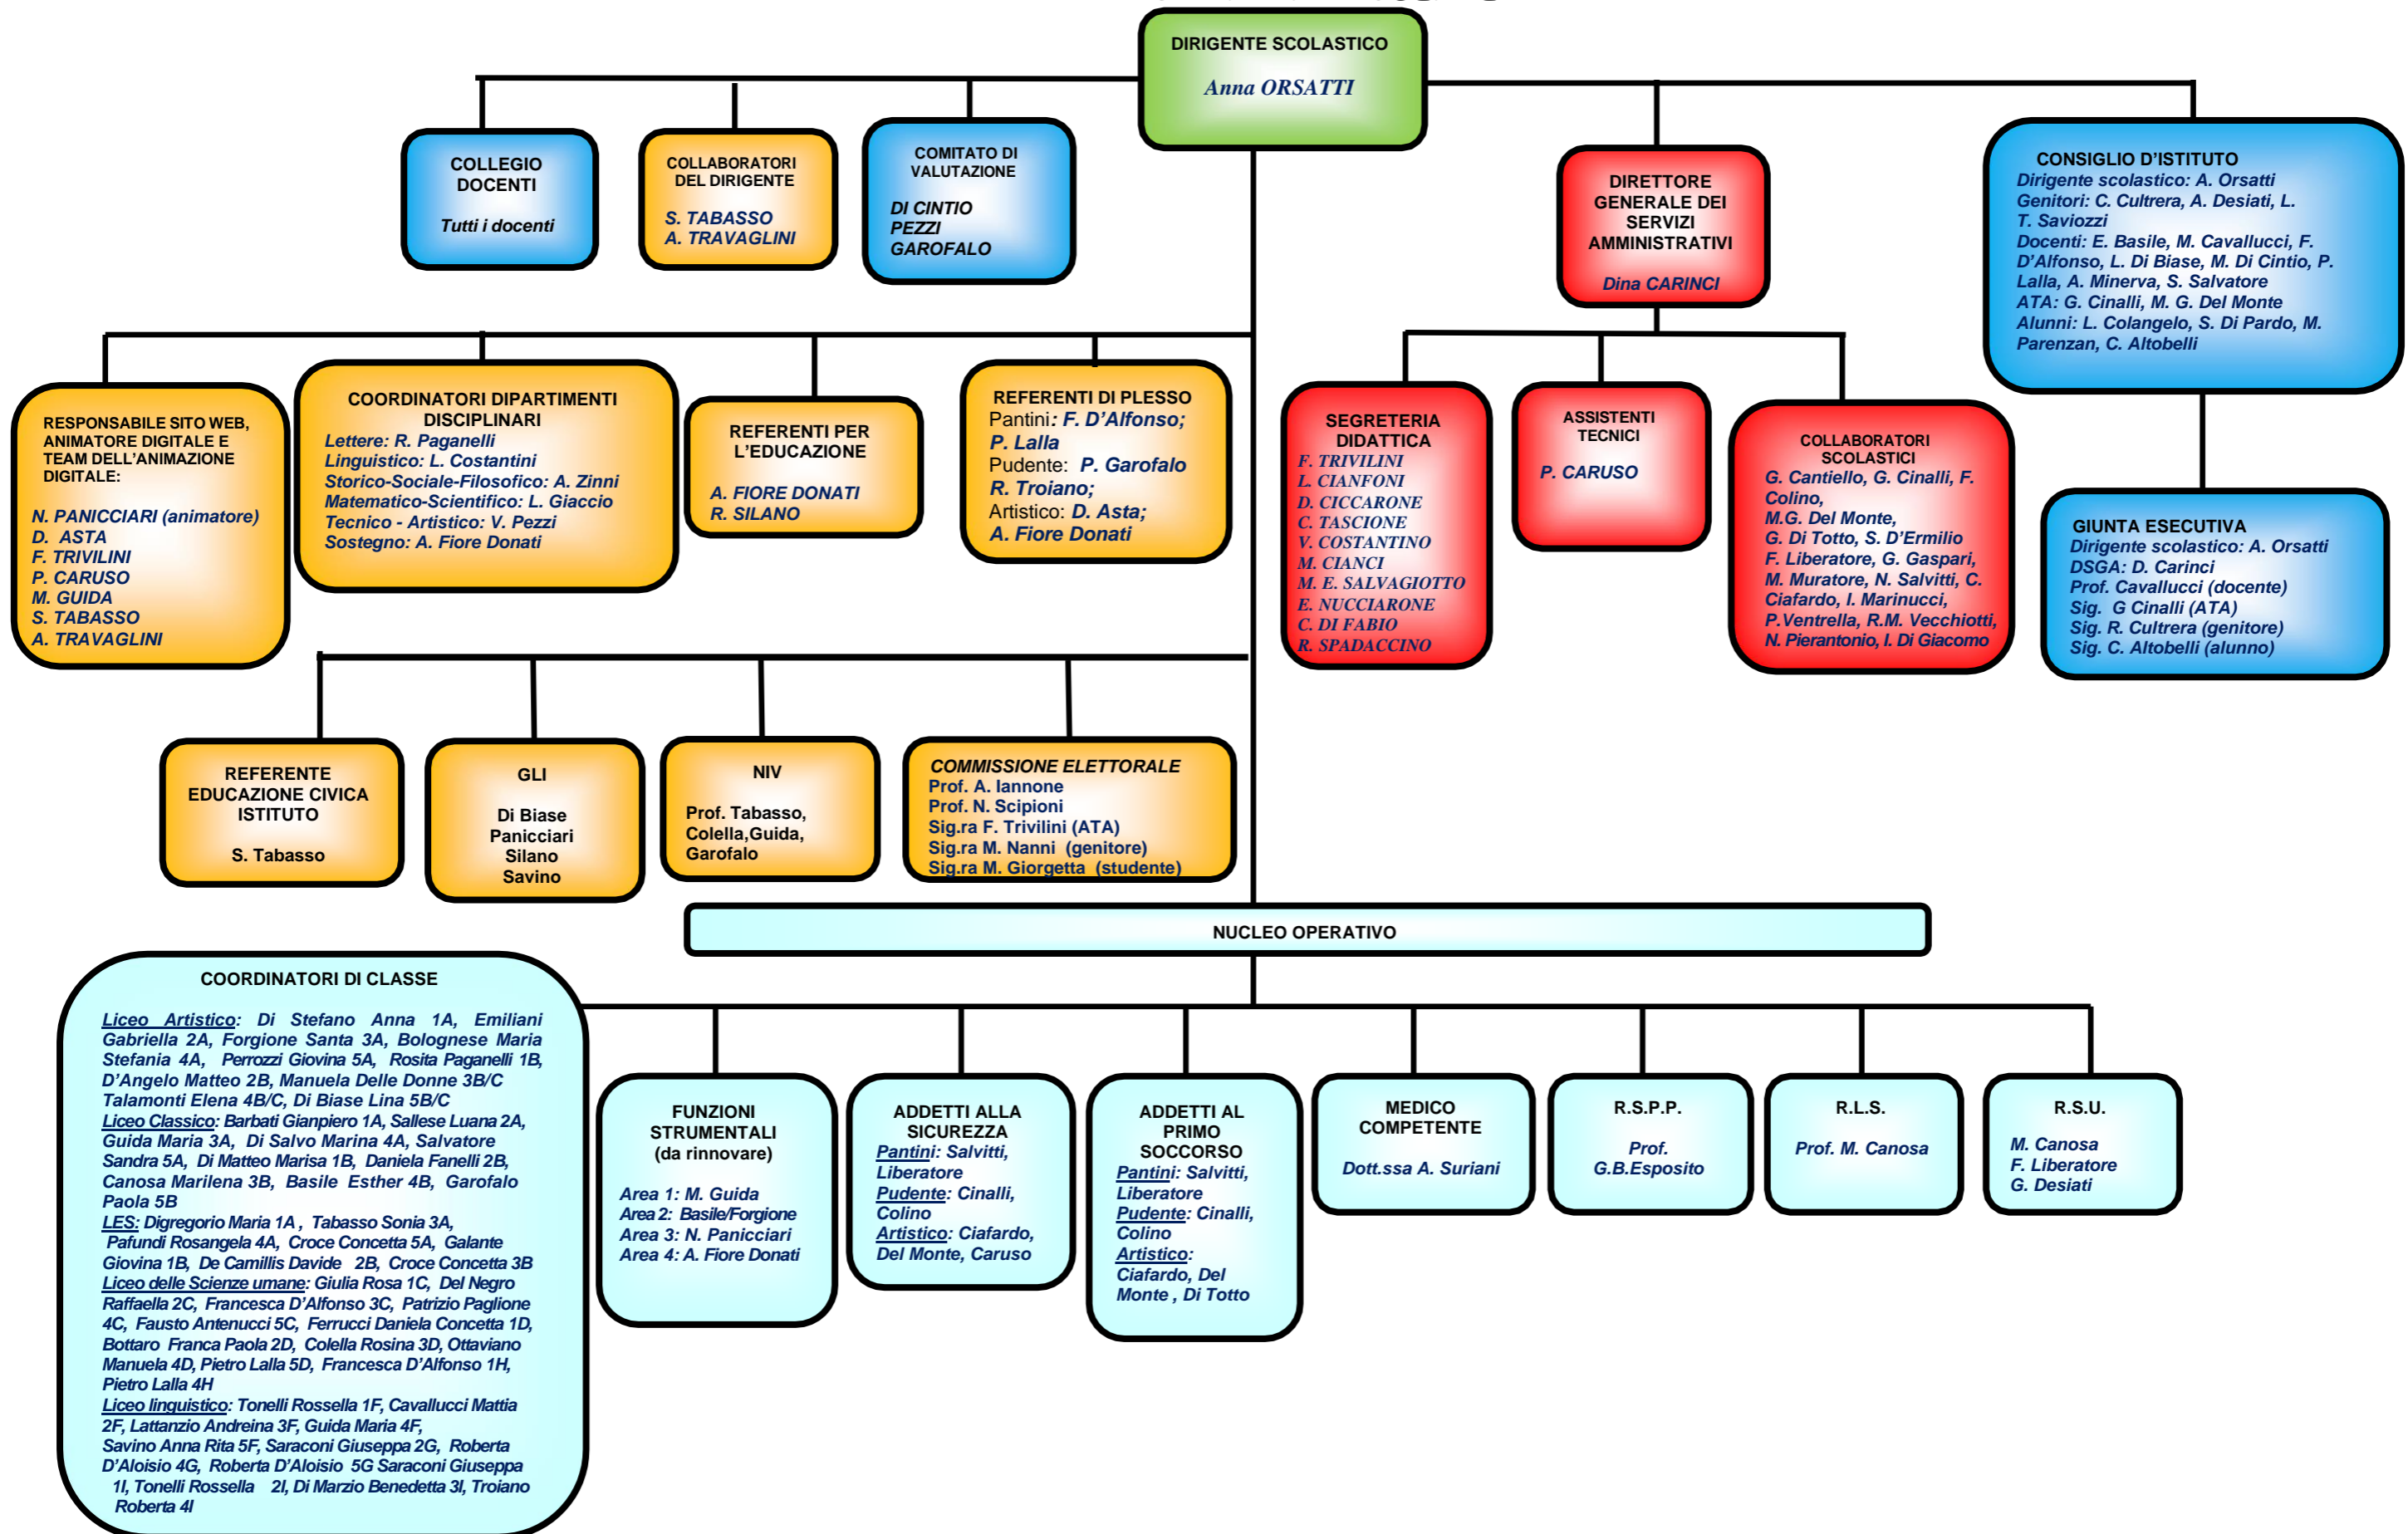 DIRIGENTE SCOLASTICO
Anna ORSATTI
COLLEGIO
DOCENTI
Tutti i docenti
COLLABORATORI
DEL DIRIGENTE
S. TABASSO
A. TRAVAGLINI
COMITATO DI
VALUTAZIONE
DI CINTIO
PEZZI
GAROFALO
DIRETTORE
GENERALE DEI
SERVIZI
AMMINISTRATIVI
Dina CARINCI
CONSIGLIO D'ISTITUTO
Dirigente scolastico: A. Orsatti
Genitori: C. Cultrera, A. Desiati, L.
T. Saviozzi
Docenti: E. Basile, M. Cavallucci, F.
D'Alfonso, L. Di Biase, M. Di Cintio, P.
Lalla, A. Minerva, S. Salvatore
ATA: G. Cinalli, M. G. Del Monte
Alunni: L. Colangelo, S. Di Pardo, M.
Parenzan, C. Altobelli
RESPONSABILE SITO WEB,
ANIMATORE DIGITALE E
TEAM DELL'ANIMAZIONE
DIGITALE:
N. PANICCIARI (animatore)
D. ASTA
F. TRIVILINI
P. CARUSO
M. GUIDA
S. TABASSO
A. TRAVAGLINI
COORDINATORI DIPARTIMENTI
DISCIPLINARI
Lettere: R. Paganelli
Linguistico: L. Costantini
Storico-Sociale-Filosofico: A. Zinni
Matematico-Scientifico: L. Giaccio
Tecnico - Artistico: V. Pezzi
Sostegno: A. Fiore Donati
REFERENTI PER
L'EDUCAZIONE
A. FIORE DONATI
R. SILANO
REFERENTI DI PLESSO
Pantini: F. D'Alfonso;
P. Lalla
Pudente: P. Garofalo
R. Troiano;
Artistico: D. Asta;
A. Fiore Donati
SEGRETERIA
DIDATTICA
F. TRIVILINI
L. CIANFONI
D. CICCARONE
C. TASCIONE
V. COSTANTINO
M. CIANCI
M. E. SALVAGIOTTO
E. NUCCIARONE
C. DI FABIO
R. SPADACCINO
ASSISTENTI
TECNICI
P. CARUSO
COLLABORATORI
SCOLASTICI
G. Cantiello, G. Cinalli, F.
Colino,
M.G. Del Monte,
G. Di Totto, S. D'Ermilio
F. Liberatore, G. Gaspari,
M. Muratore, N. Salvitti, C.
Ciafardo, I. Marinucci,
P.Ventrella, R.M. Vecchiotti,
N. Pierantonio, I. Di Giacomo
GIUNTA ESECUTIVA
Dirigente scolastico: A. Orsatti
DSGA: D. Carinci
Prof. Cavallucci (docente)
Sig. G Cinalli (ATA)
Sig. R. Cultrera (genitore)
Sig. C. Altobelli (alunno)
REFERENTE
EDUCAZIONE CIVICA
ISTITUTO
S. Tabasso
GLI
Di Biase
Panicciari
Silano
Savino
NIV
Prof. Tabasso,
Colella,Guida,
Garofalo
COMMISSIONE ELETTORALE
Prof. A. Iannone
Prof. N. Scipioni
Sig.ra F. Trivilini (ATA)
Sig.ra M. Nanni (genitore)
Sig.ra M. Giorgetta (studente)
NUCLEO OPERATIVO
COORDINATORI DI CLASSE
Liceo Artistico: Di Stefano Anna 1A, Emiliani
Gabriella 2A, Forgione Santa 3A, Bolognese Maria
Stefania 4A, Perrozzi Giovina 5A, Rosita Paganelli 1B,
D'Angelo Matteo 2B, Manuela Delle Donne 3B/C
Talamonti Elena 4B/C, Di Biase Lina 5B/C
Liceo Classico: Barbati Gianpiero 1A, Sallese Luana 2A,
Guida Maria 3A, Di Salvo Marina 4A, Salvatore
Sandra 5A, Di Matteo Marisa 1B, Daniela Fanelli 2B,
Canosa Marilena 3B, Basile Esther 4B, Garofalo
Paola 5B
LES: Digregorio Maria 1A , Tabasso Sonia 3A,
Pafundi Rosangela 4A, Croce Concetta 5A, Galante
Giovina 1B, De Camillis Davide 2B, Croce Concetta 3B
Liceo delle Scienze umane: Giulia Rosa 1C, Del Negro
Raffaella 2C, Francesca D'Alfonso 3C, Patrizio Paglione
4C, Fausto Antenucci 5C, Ferrucci Daniela Concetta 1D,
Bottaro Franca Paola 2D, Colella Rosina 3D, Ottaviano
Manuela 4D, Pietro Lalla 5D, Francesca D'Alfonso 1H,
Pietro Lalla 4H
Liceo linguistico: Tonelli Rossella 1F, Cavallucci Mattia
2F, Lattanzio Andreina 3F, Guida Maria 4F,
Savino Anna Rita 5F, Saraconi Giuseppa 2G, Roberta
D'Aloisio 4G, Roberta D'Aloisio 5G Saraconi Giuseppa
1I, Tonelli Rossella 2I, Di Marzio Benedetta 3I, Troiano
Roberta 4I
FUNZIONI
STRUMENTALI
(da rinnovare)
Area 1: M. Guida
Area 2: Basile/Forgione
Area 3: N. Panicciari
Area 4: A. Fiore Donati
ADDETTI ALLA
SICUREZZA
Pantini: Salvitti,
Liberatore
Pudente: Cinalli,
Colino
Artistico: Ciafardo,
Del Monte, Caruso
ADDETTI AL
PRIMO
SOCCORSO
Pantini: Salvitti,
Liberatore
Pudente: Cinalli,
Colino
Artistico:
Ciafardo, Del
Monte , Di Totto
MEDICO
COMPETENTE
Dott.ssa A. Suriani
R.S.P.P.
Prof.
G.B.Esposito
R.L.S.
Prof. M. Canosa
R.S.U.
M. Canosa
F. Liberatore
G. Desiati